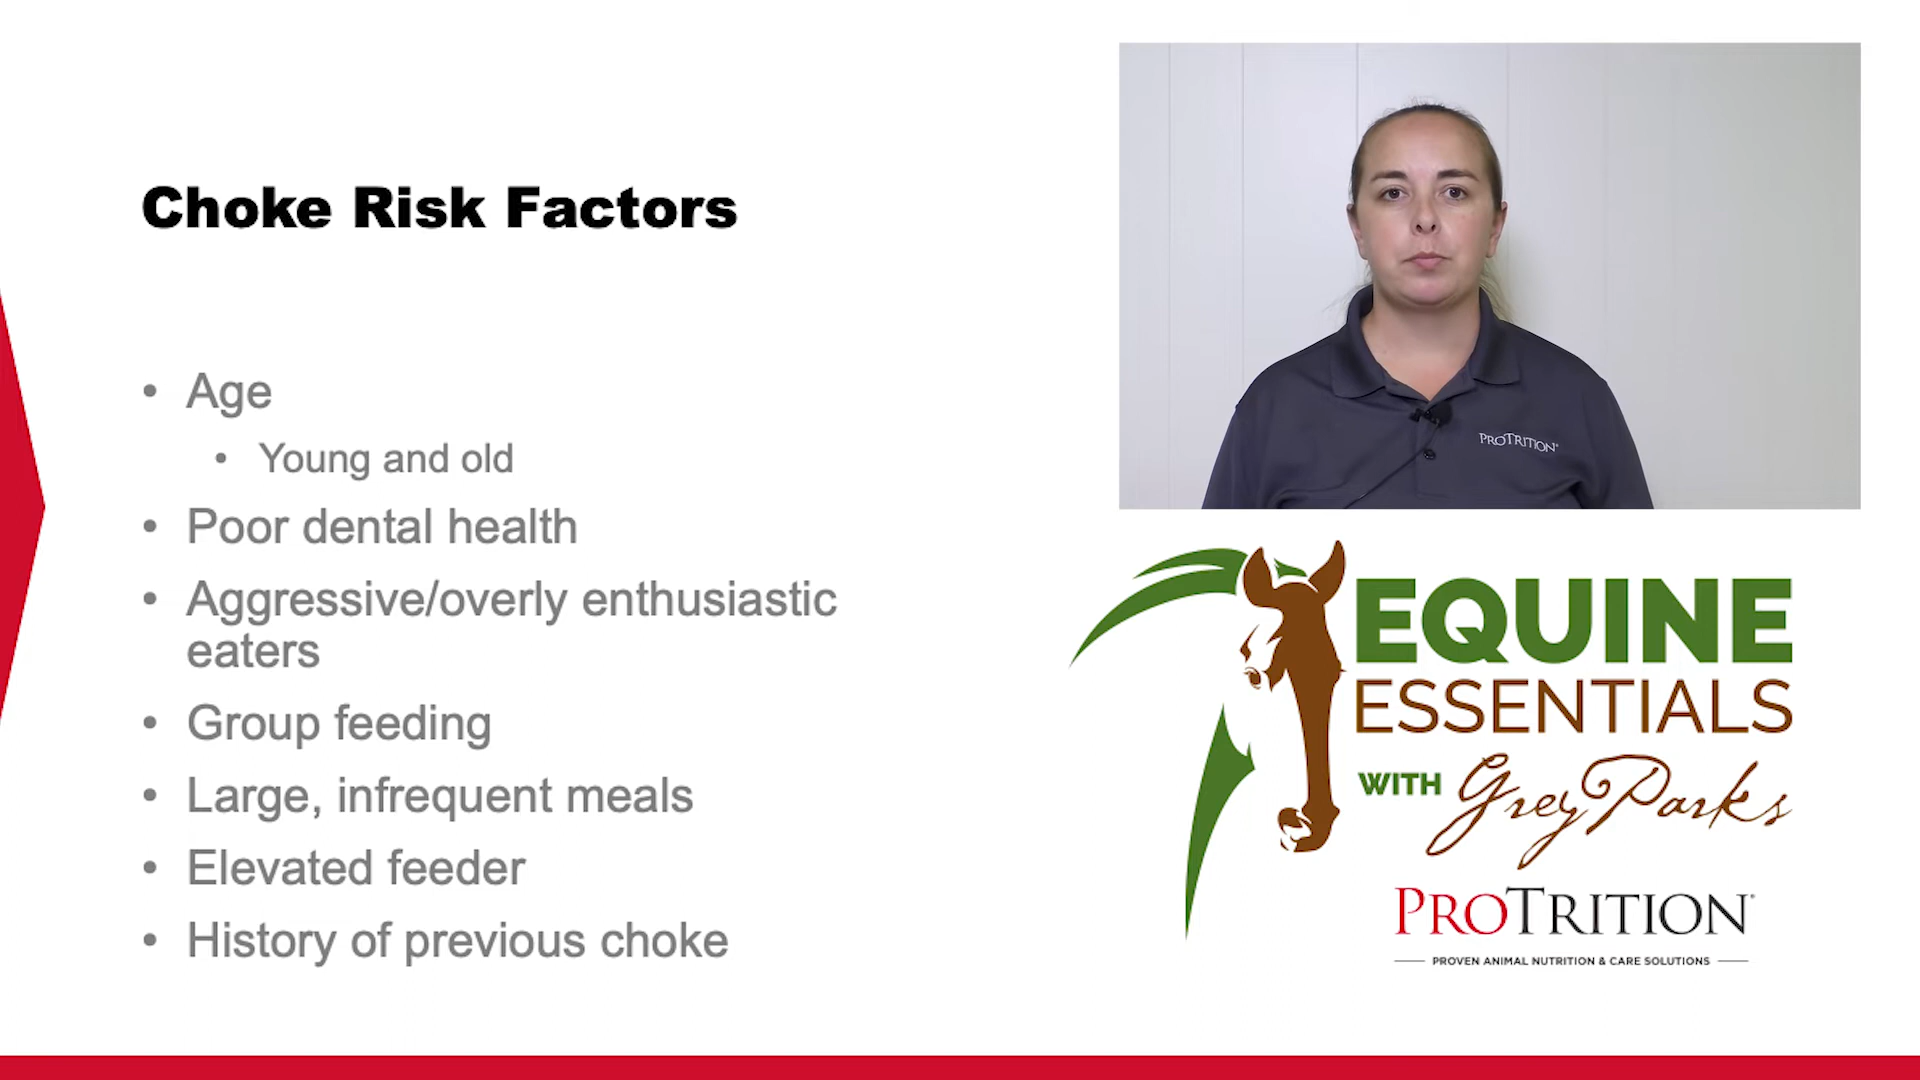 Choke Risk Factors
• Age
• Young and old
• Poor dental health
• Aggressive/overly enthusiastic
eaters
• Group feeding
• Large, infrequent meals
• Elevated feeder
• History of previous choke
PROTRITION®
EQUINE
ESSENTIALS
WITH Grey Parks
PROTRITION®
PROVEN ANIMAL NUTRITION & CARE SOLUTIONS